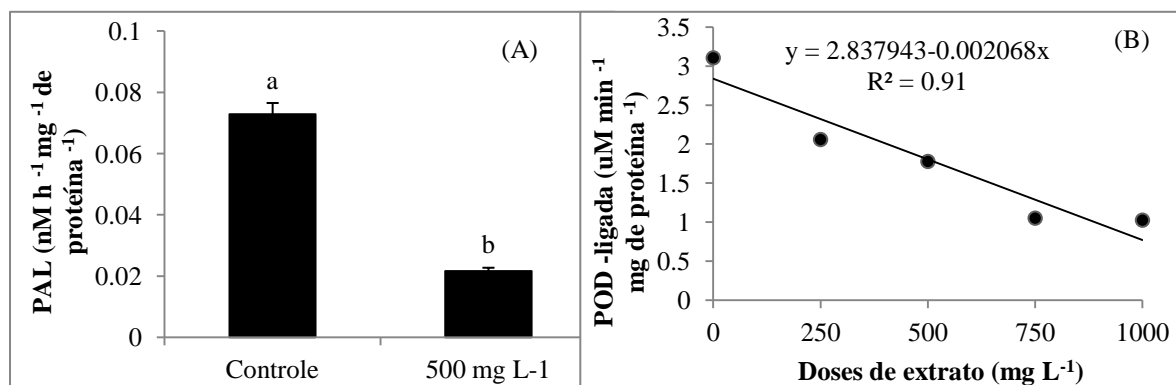 (A)
PAL (nM h ⁻¹ mg ⁻¹ de
proteína ⁻¹)
0.1
0.08
0.06
0.04
0.02
0
a
b
Controle
500 mg L-1
(B)
y = 2.837943-0.002068x
R² = 0.91
POD -ligada (uM min ⁻¹
mg de proteína ⁻¹)
3.5
3
2.5
2
1.5
1
0.5
0
0
250
500
750
1000
Doses de extrato (mg L⁻¹)